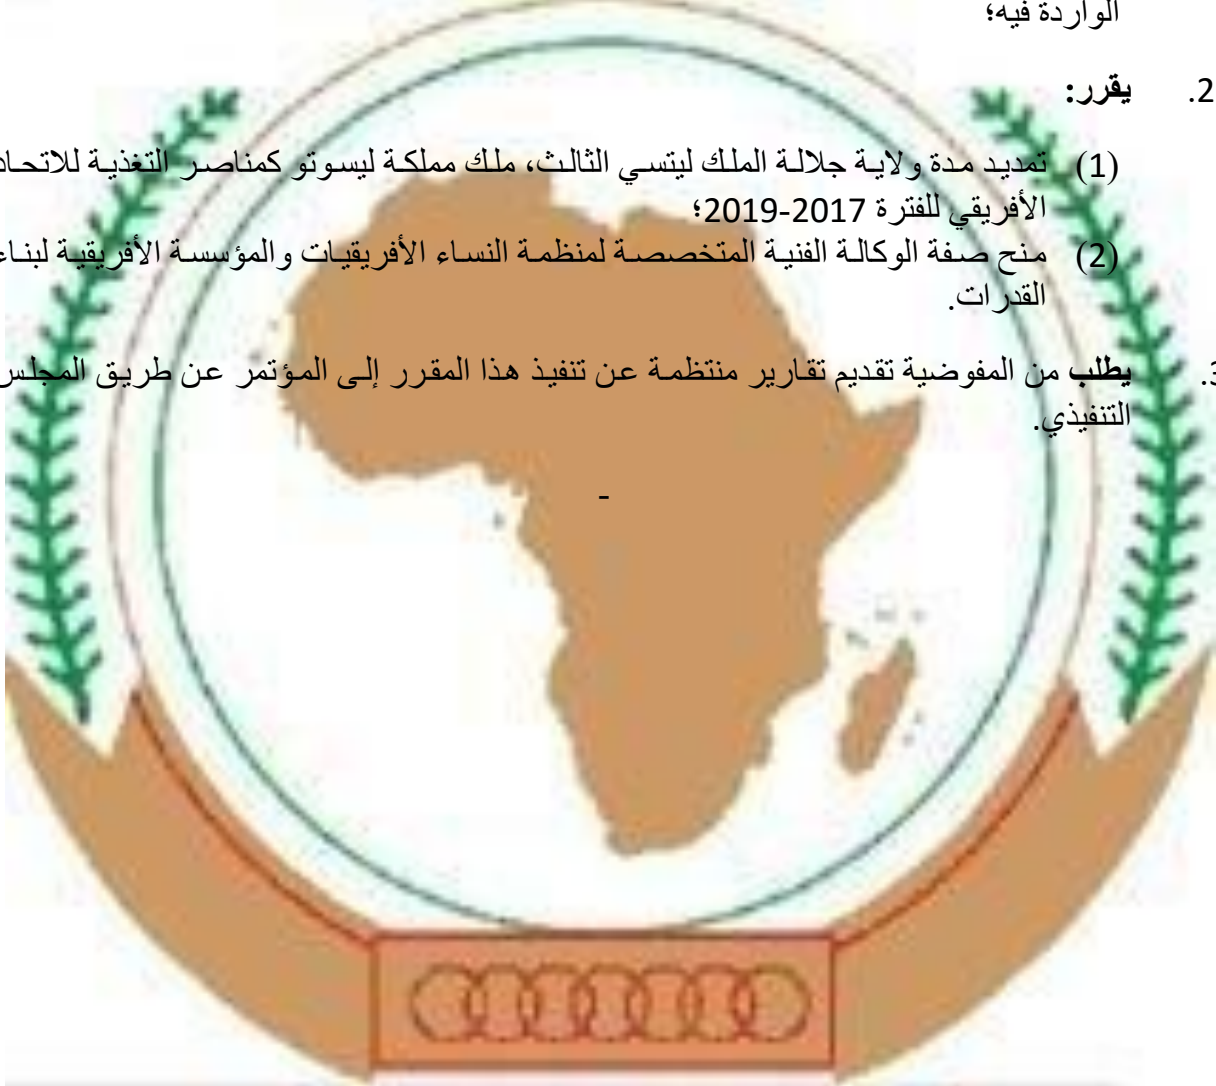 الواردة فيه؛
2. يقرر:
(1) تمديد مدة ولاية جلالة الملك ليتسي الثالث، ملك مملكة ليسوتو كمناصر التغذية للاتحاد
الأفريقي للفترة 2017-2019؛
(2) منح صفة الوكالة الفنية المتخصصة لمنظمة النساء الأفريقيات والمؤسسة الأفريقية لبناء
القدرات.
3. يطلب من المفوضية تقديم تقارير منتظمة عن تنفيذ هذا المقرر إلى المؤتمر عن طريق المجلس
التنفيذي.
-